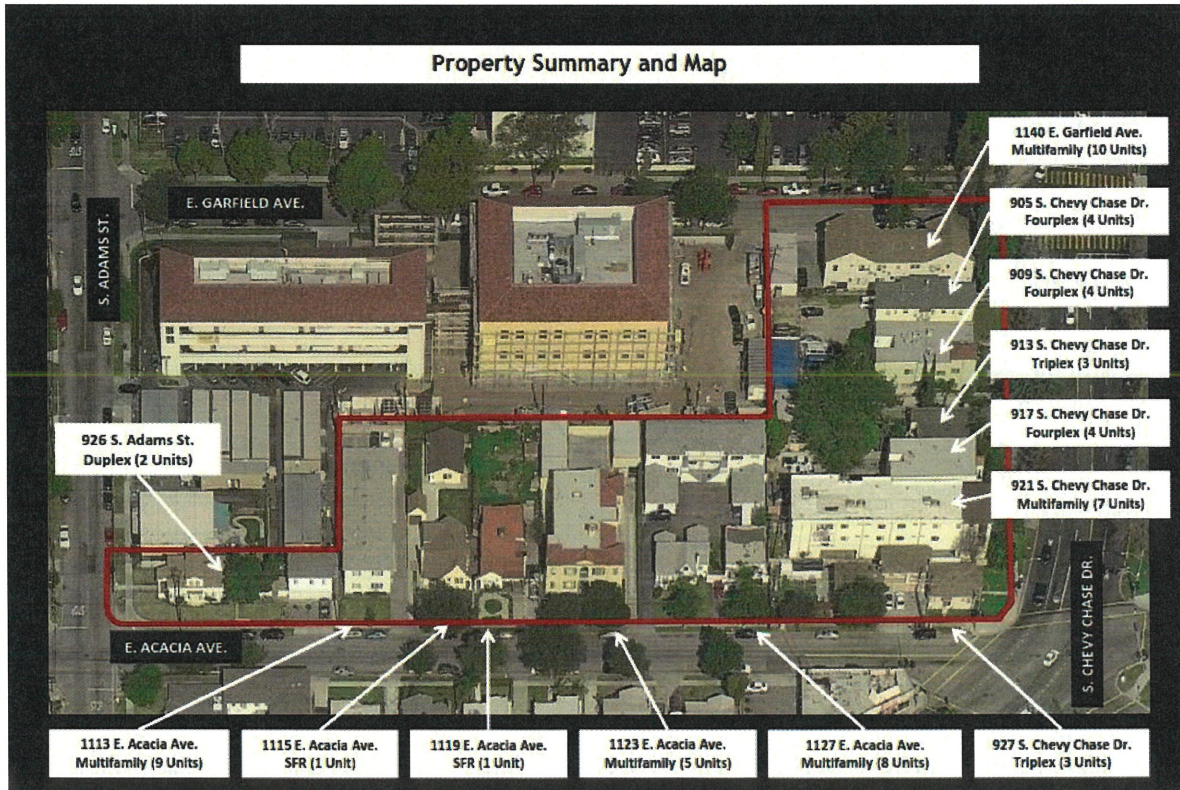 Property Summary and Map
1140 E. Garfield Ave.
Multifamily (10 Units)
905 S. Chevy Chase Dr.
Fourplex (4 Units)
909 S. Chevy Chase Dr.
Fourplex (4 Units)
913 S. Chevy Chase Dr.
Triplex (3 Units)
917 S. Chevy Chase Dr.
Fourplex (4 Units)
921 S. Chevy Chase Dr.
Multifamily (7 Units)
E. GARFIELD AVE.
S. ADAMS ST.
926 S. Adams St.
Duplex (2 Units)
E. ACACIA AVE.
S. CHEVY CHASE DR.
1113 E. Acacia Ave.
Multifamily (9 Units)
1115 E. Acacia Ave.
SFR (1 Unit)
1119 E. Acacia Ave.
SFR (1 Unit)
1123 E. Acacia Ave.
Multifamily (5 Units)
1127 E. Acacia Ave.
Multifamily (8 Units)
927 S. Chevy Chase Dr.
Triplex (3 Units)